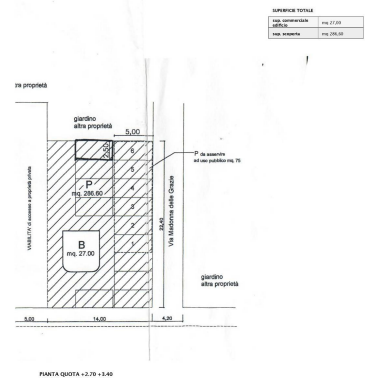 SUPERFICIE TOTALE
sup. commerciale edificio mq 27,00
sup. scoperta mq 286,60
tra proprietà
giardino
altra proprietà
5,00
2,50
6
P da asservire
ad uso pubblico mq. 75
5
P
mq. 286.60
4
3
2
1
B
mq. 27.00
VIABILITA' di accesso a proprietà privata
22,40
Via Madonna delle Grazie
giardino
altra proprietà
5,00
14,00
4,20
PIANTA QUOTA +2.70 +3.40